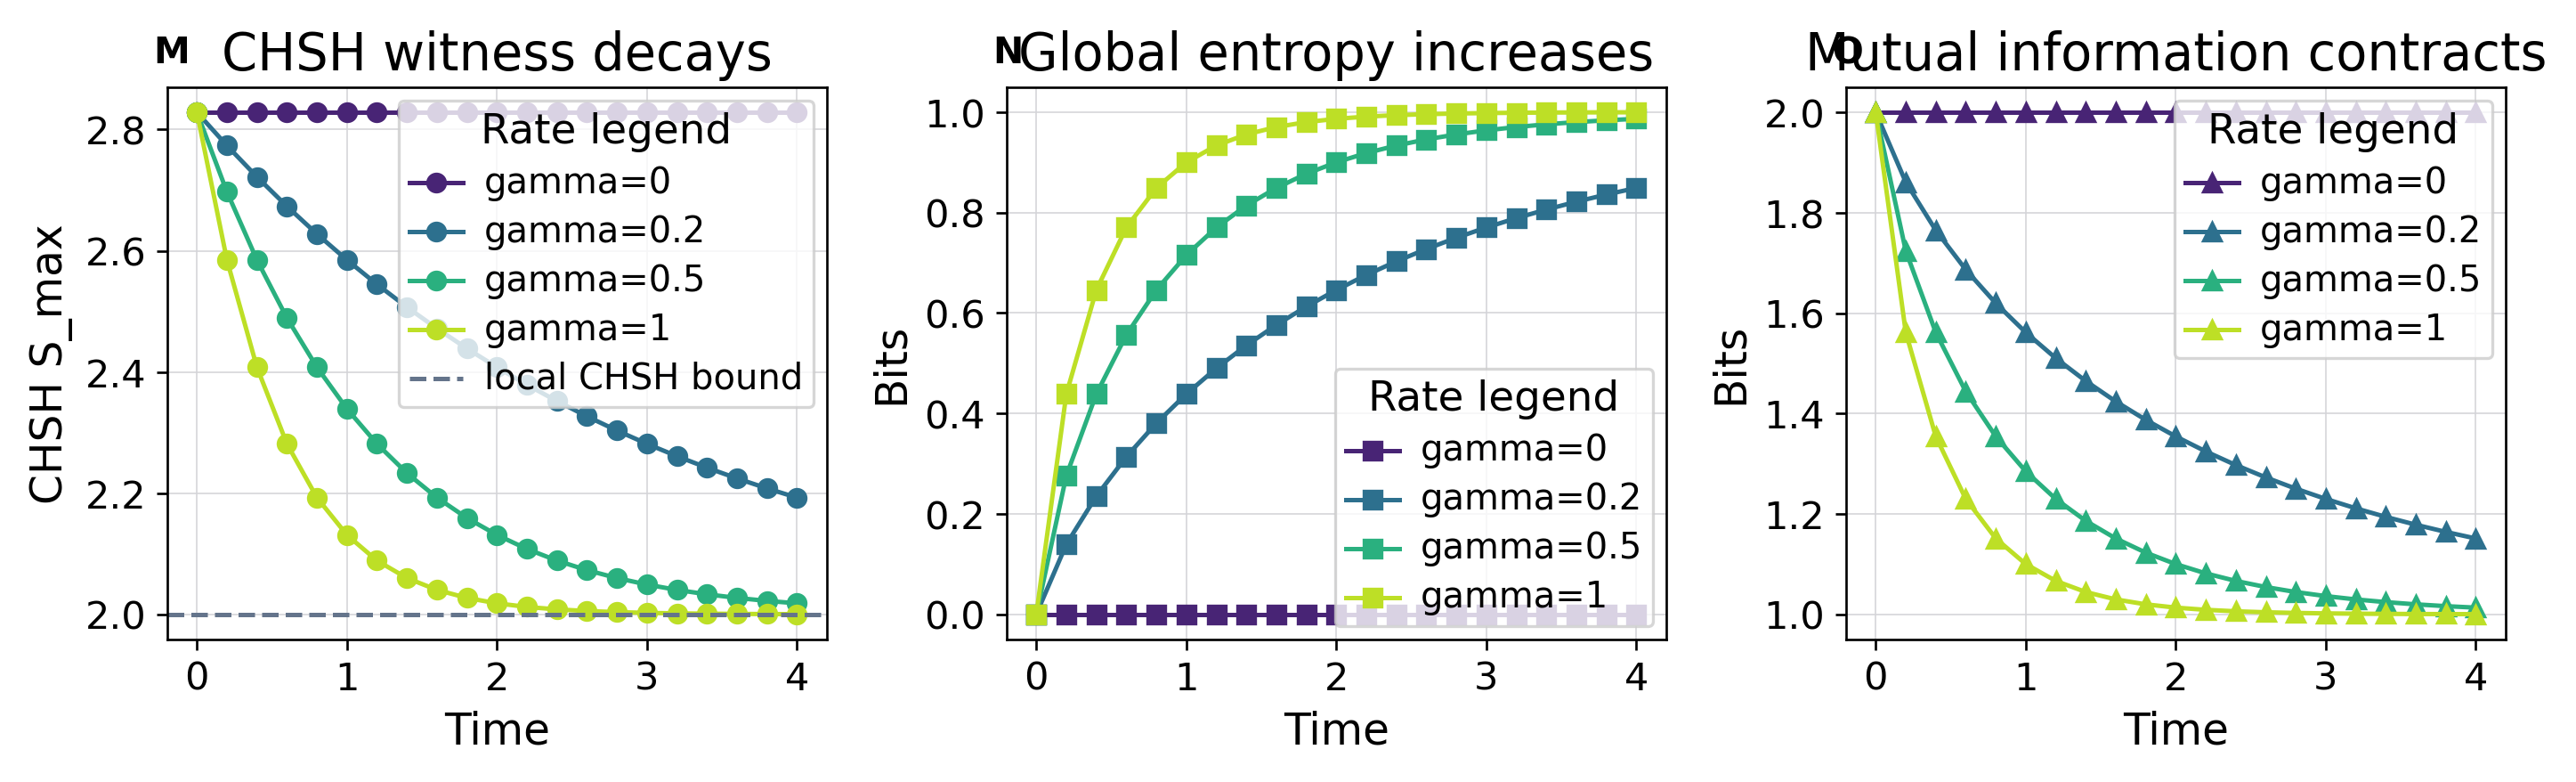 M CHSH witness decays
CHSH S_max
2.8
2.6
2.4
2.2
2.0
Rate legend
gamma=0
gamma=0.2
gamma=0.5
gamma=1
local CHSH bound
0 1 2 3 4
Time
N Global entropy increases
Bits
1.0
0.8
0.6
0.4
0.2
0.0
Rate legend
gamma=0
gamma=0.2
gamma=0.5
gamma=1
0 1 2 3 4
Time
O Mutual information contracts
Bits
2.0
1.8
1.6
1.4
1.2
1.0
Rate legend
gamma=0
gamma=0.2
gamma=0.5
gamma=1
0 1 2 3 4
Time